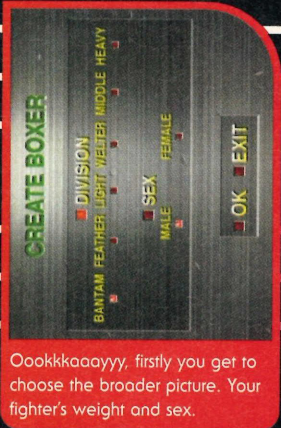 CREATE BOXER
DIVISION
BANTAM FEATHER LIGHT WELTER MIDDLE HEAVY
SEX
MALE FEMALE
OK EXIT
Oookkkaaayyy, firstly you get to
choose the broader picture. Your
fighter's weight and sex.